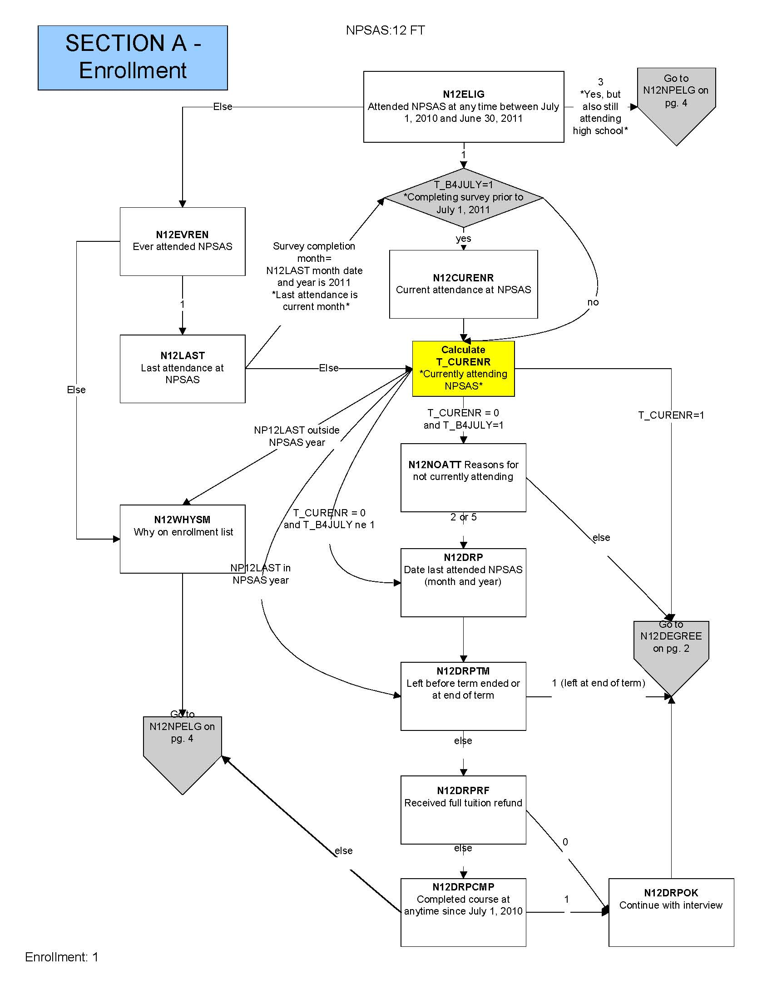 NPSAS:12 FT
SECTION A -
Enrollment
N12ELIG
Attended NPSAS at any time between July
1, 2010 and June 30, 2011
3
*Yes, but
also still
attending
high school*
Go to
N12NPELG on
pg. 4
Else
1
T_B4JULY=1
*Completing survey prior to
July 1, 2011
N12EVREN
Ever attended NPSAS
yes
Survey completion
month=
N12LAST month date
and year is 2011
*Last attendance is
current month*
N12CURENR
Current attendance at NPSAS
no
1
N12LAST
Last attendance at
NPSAS
Else
Calculate
T_CURENR
*Currently attending
NPSAS*
Else
T_CURENR = 0
and T_B4JULY=1
T_CURENR=1
NP12LAST outside
NPSAS year
N12NOATT Reasons for
not currently attending
T_CURENR = 0
and T_B4JULY ne 1
2 or 5
N12WHYSM
Why on enrollment list
else
NP12LAST in
NPSAS year
N12DRP
Date last attended NPSAS
(month and year)
Go to
N12DEGREE
on pg. 2
N12DRPTM
Left before term ended or
at end of term
1 (left at end of term)
Go to
N12NPELG on
pg. 4
else
N12DRPRF
Received full tuition refund
0
else
else
N12DRPCMP
Completed course at
anytime since July 1, 2010
1
N12DRPOK
Continue with interview
Enrollment: 1